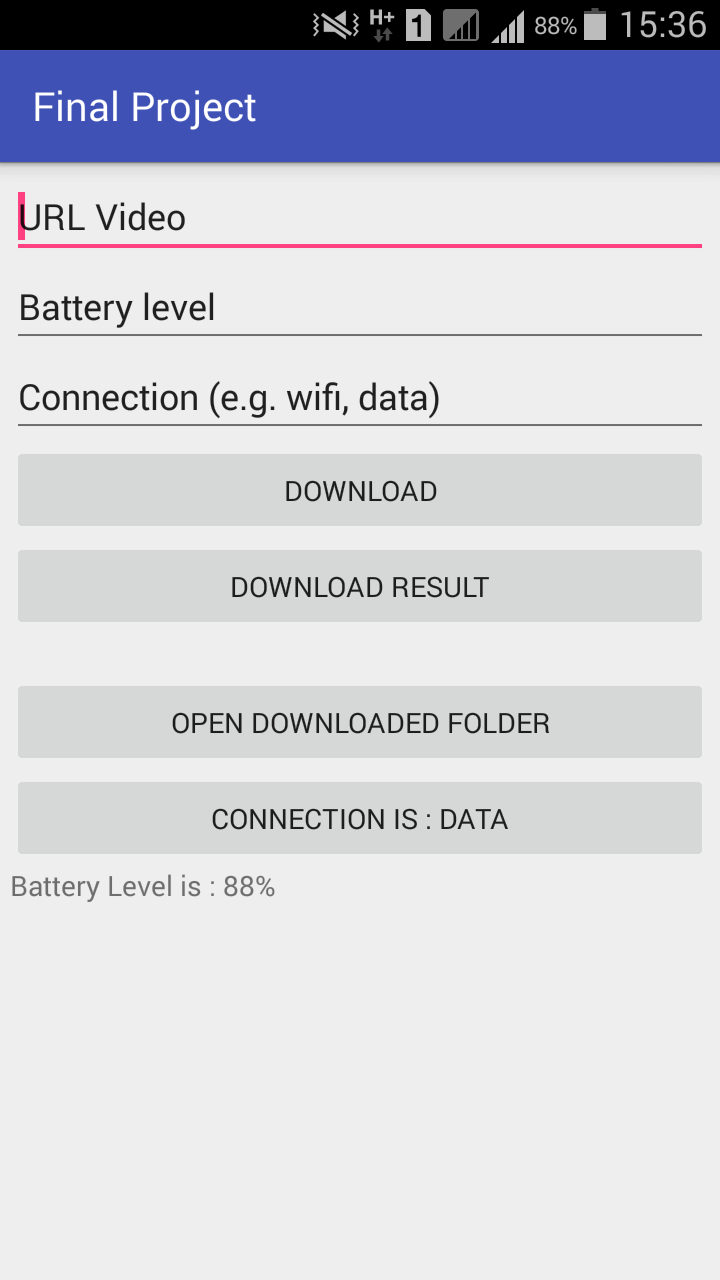 H+ 1 88% 15:36
Final Project
URL Video
Battery level
Connection (e.g. wifi, data)
DOWNLOAD
DOWNLOAD RESULT
OPEN DOWNLOADED FOLDER
CONNECTION IS : DATA
Battery Level is : 88%